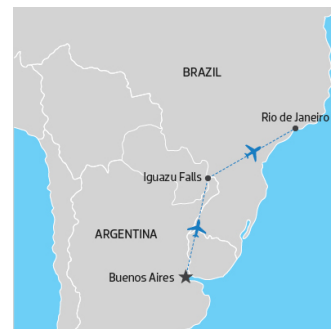 BRAZIL
Rio de Janeiro
Iguazu Falls
ARGENTINA
Buenos Aires